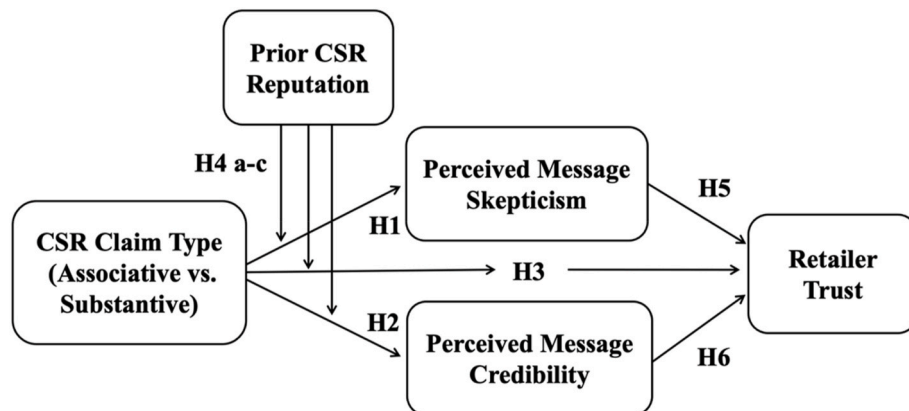 Prior CSR
Reputation
H4 a-c
Perceived Message
Skepticism
H5
H1
CSR Claim Type
(Associative vs.
Substantive)
H3
Retailer
Trust
H2
Perceived Message
Credibility
H6